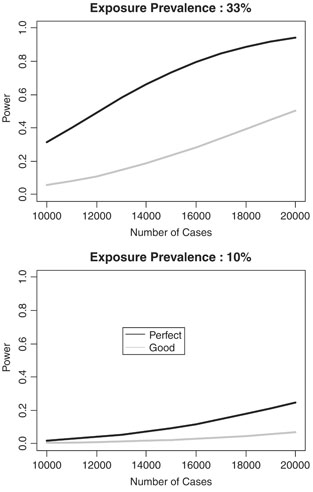 Exposure Prevalence : 33%
1.0
0.8
0.6
0.4
0.2
0.0
Power
10000 12000 14000 16000 18000 20000
Number of Cases
Exposure Prevalence : 10%
1.0
0.8
0.6
0.4
0.2
0.0
Power
Perfect
Good
10000 12000 14000 16000 18000 20000
Number of Cases